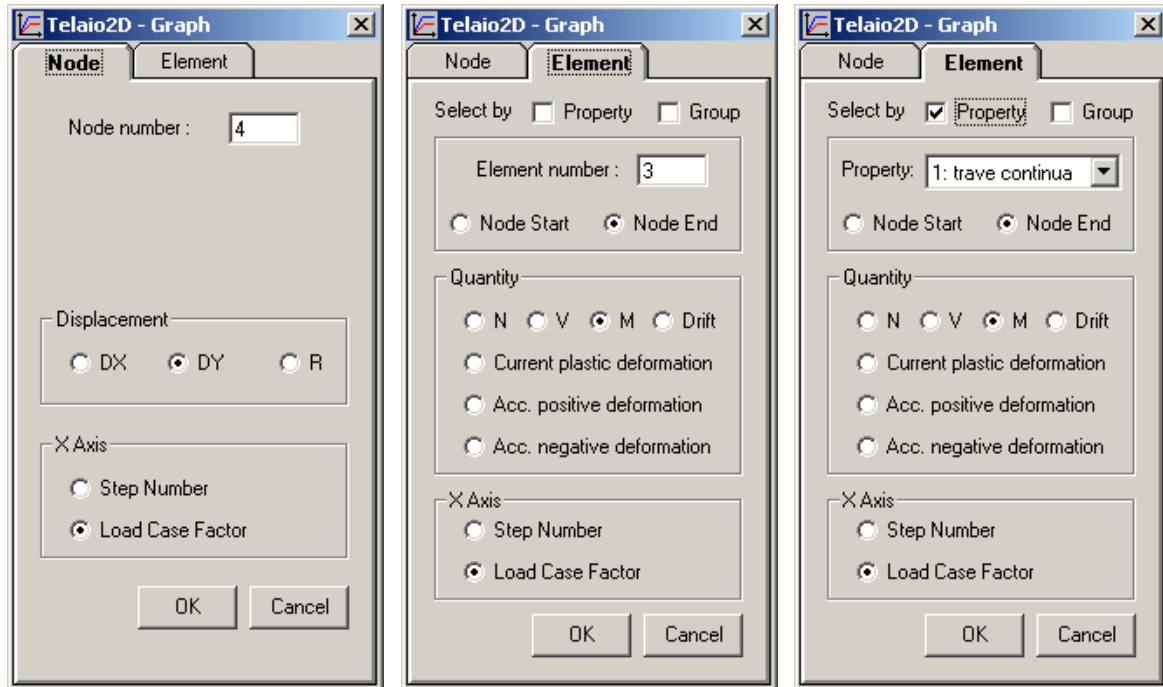 Telaio2D - Graph
Node Element
Node number : 4
Displacement
DX DY R
X Axis
Step Number
Load Case Factor
OK Cancel
Telaio2D - Graph
Node Element
Select by Property Group
Element number : 3
Node Start Node End
Quantity
N V M Drift
Current plastic deformation
Acc. positive deformation
Acc. negative deformation
X Axis
Step Number
Load Case Factor
OK Cancel
Telaio2D - Graph
Node Element
Select by Property Group
Property: 1: trave continua
Node Start Node End
Quantity
N V M Drift
Current plastic deformation
Acc. positive deformation
Acc. negative deformation
X Axis
Step Number
Load Case Factor
OK Cancel